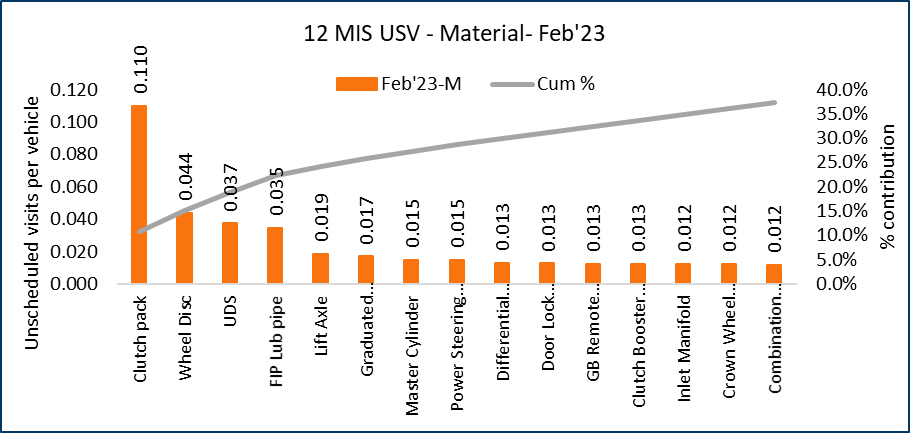 12 MIS USV - Material- Feb'23
Feb'23-M
Cum %
Unscheduled visits per vehicle
0.120
0.100
0.080
0.060
0.040
0.020
0.000
0.110
0.044
0.037
0.035
0.019
0.017
0.015
0.015
0.013
0.013
0.013
0.013
0.012
0.012
0.012
40.0%
35.0%
30.0%
25.0%
20.0%
15.0%
10.0%
5.0%
0.0%
% contribution
Clutch pack
Wheel Disc
UDS
FIP Lub pipe
Lift Axle
Graduated...
Master Cylinder
Power Steering...
Differential...
Door Lock...
GB Remote...
Clutch Booster...
Inlet Manifold
Crown Wheel...
Combination...